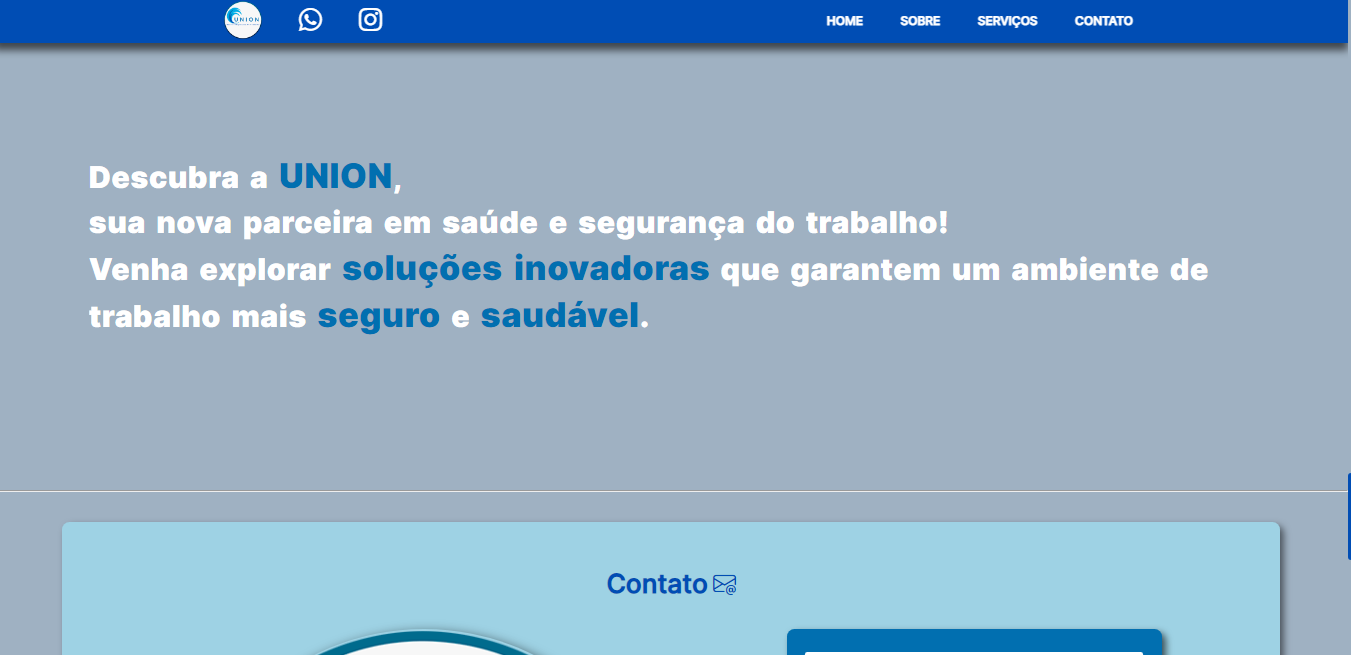 UNION
HOME SOBRE SERVIÇOS CONTATO
Descubra a UNION,
sua nova parceira em saúde e segurança do trabalho!
Venha explorar soluções inovadoras que garantem um ambiente de
trabalho mais seguro e saudável.
Contato